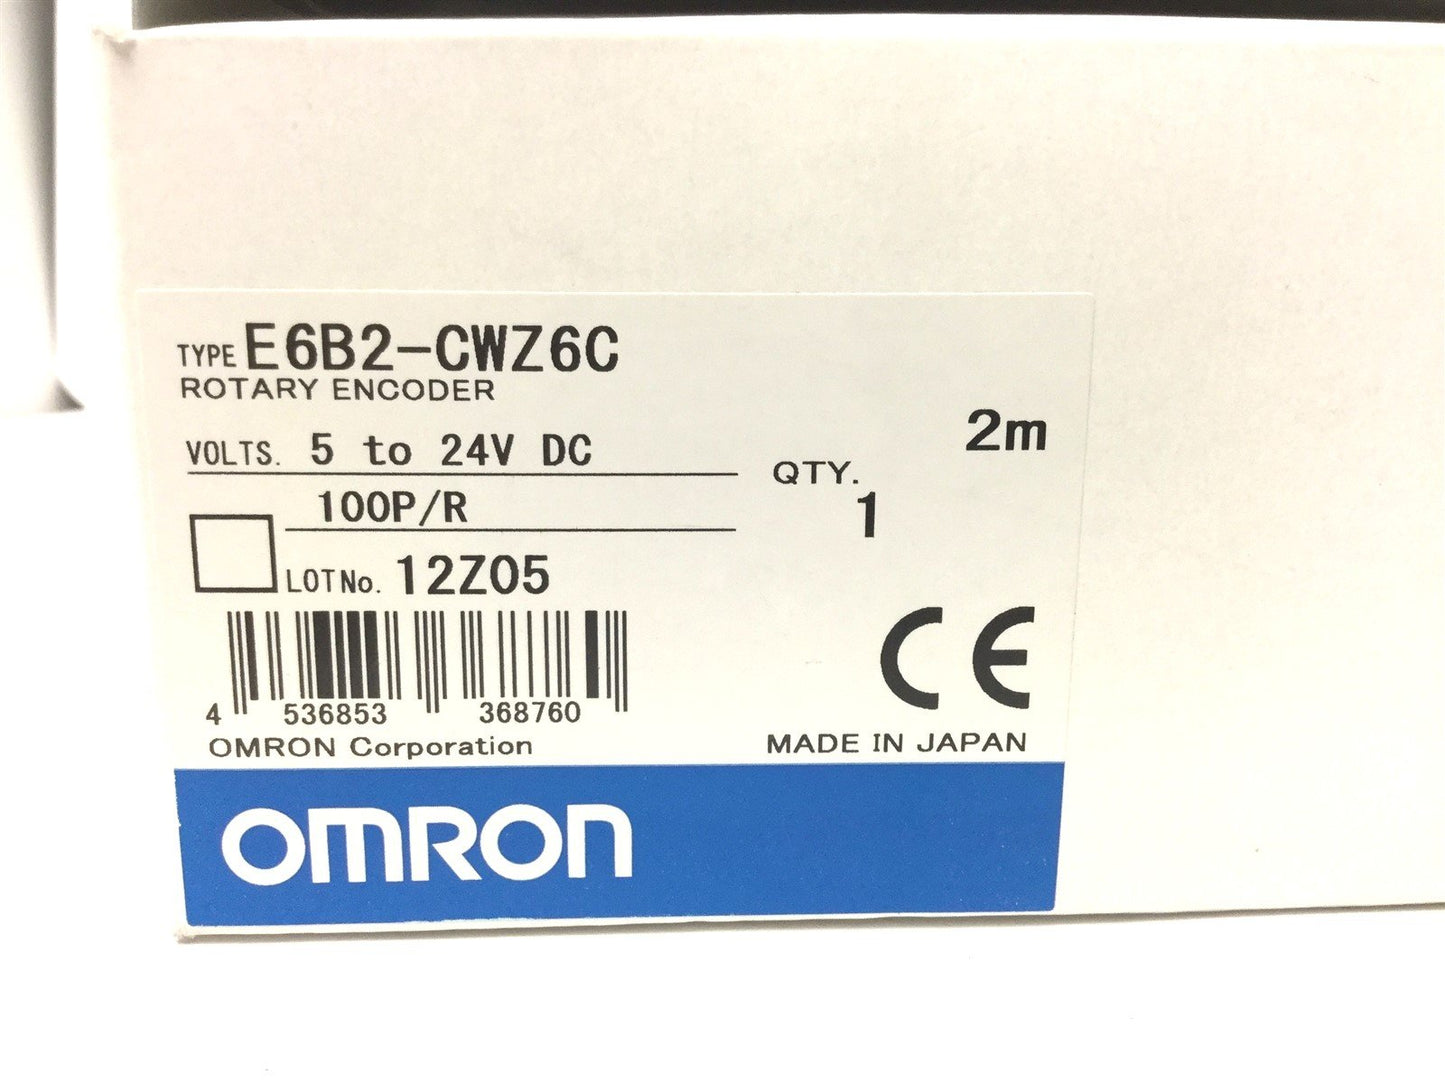 TYPE E6B2-CWZ6C
ROTARY ENCODER
2m
VOLTS. 5 to 24V DC
QTY.
1
100P/R
LOT No. 12Z05
4 536853 368760
CE
OMRON Corporation
MADE IN JAPAN
OMRON